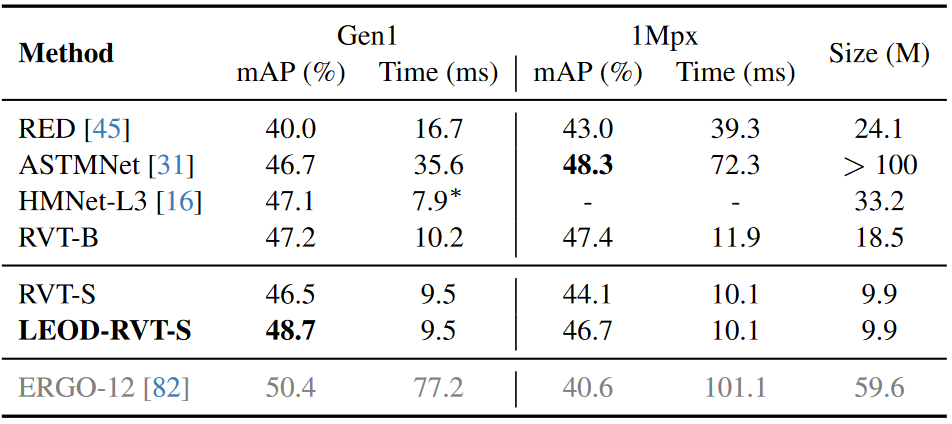 Method Gen1 1Mpx Size (M)
mAP (%) Time (ms) mAP (%) Time (ms)
RED [45] 40.0 16.7 43.0 39.3 24.1
ASTMNet [31] 46.7 35.6 48.3 72.3 > 100
HMNet-L3 [16] 47.1 7.9* - - 33.2
RVT-B 47.2 10.2 47.4 11.9 18.5
RVT-S 46.5 9.5 44.1 10.1 9.9
LEOD-RVT-S 48.7 9.5 46.7 10.1 9.9
ERGO-12 [82] 50.4 77.2 40.6 101.1 59.6